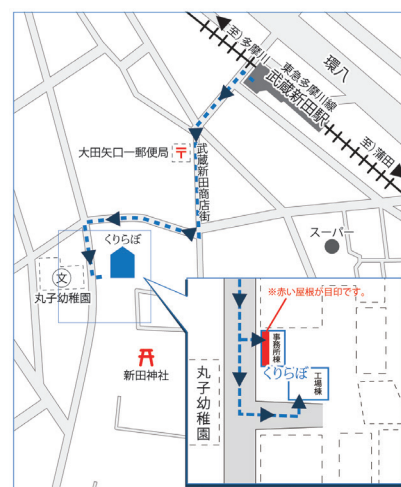 至）多摩川
環八
東急多摩川線
武蔵新田駅
至）蒲田
大田矢口一郵便局
武蔵新田商店街
くりらぼ
スーパー
文
丸子幼稚園
新田神社
※赤い屋根が目印です。
事務所棟
くりらぼ
工場棟
丸子幼稚園